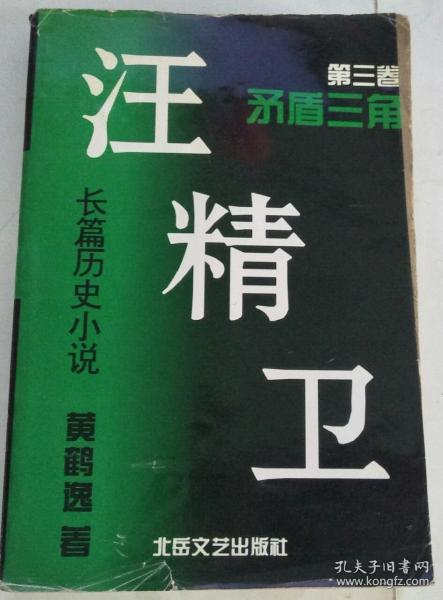 第三卷
矛盾三角
汪精卫
长篇历史小说
黄鹤逸 著
北岳文艺出版社
孔夫子旧书网
www.kongfz.com